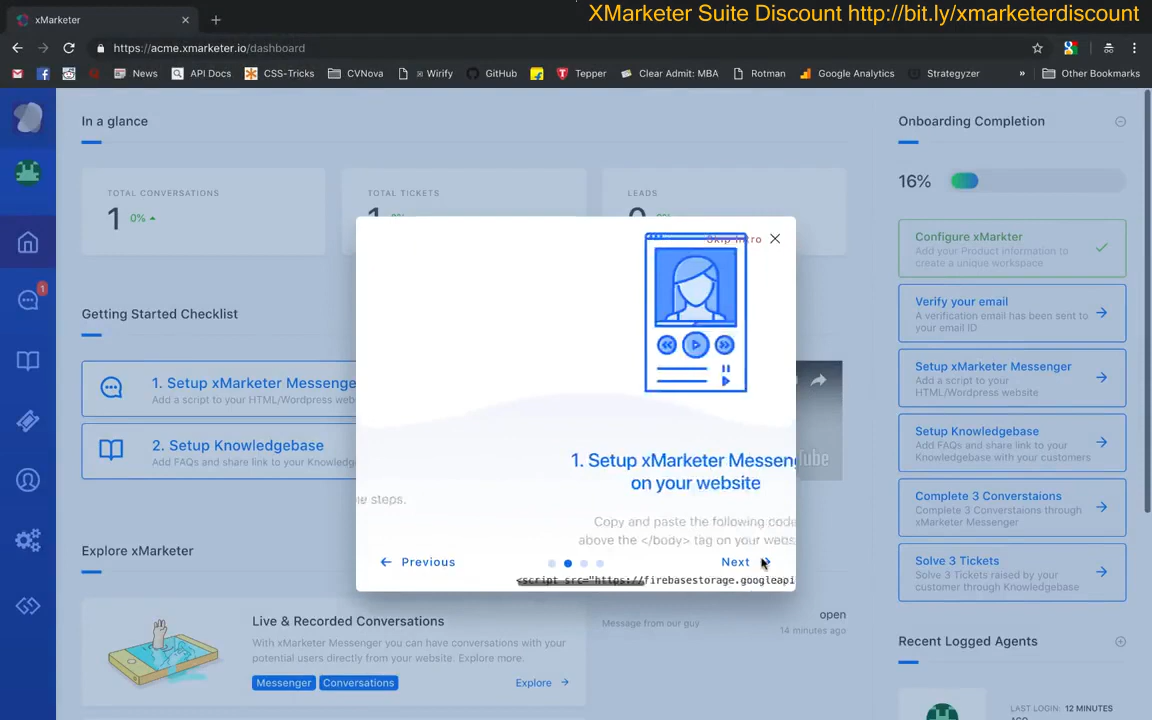 XMarketer Suite Discount http://bit.ly/xmarketerdiscount
xMarketer
https://acme.xmarketer.io/dashboard
News
API Docs
CSS-Tricks
CVNova
Wirify
GitHub
Tepper
Clear Admit: MBA
Rotman
Google Analytics
Strategyzer
»
Other Bookmarks
In a glance
TOTAL CONVERSATIONS
1 0%
TOTAL TICKETS
LEADS
Getting Started Checklist
1. Setup xMarketer Messenge
Add a script to your HTML/Wordpress web
2. Setup Knowledgebase
Add FAQs and share link to your Knowledg
Explore xMarketer
Live & Recorded Conversations
With xMarketer Messenger you can have conversations with your
potential users directly from your website. Explore more.
Messenger
Conversations
Explore
Message from our guy
open
14 minutes ago
Skip Intro
1. Setup xMarketer Messeng
on your website
Copy and paste the following code
above the </body> tag on your webs
e steps.
Previous
Next
<script src="https://firebasestorage.googleapi
Onboarding Completion
16%
Configure xMarkter
Add your Product information to
create a unique workspace
Verify your email
A verification email has been sent to
your email ID
Setup xMarketer Messenger
Add a script to your
HTML/Wordpress website
Setup Knowledgebase
Add FAQs and share link to your
Knowledgebase with your customers
Complete 3 Converstaions
Complete 3 Converstaions through
xMarketer Messenger
Solve 3 Tickets
Solve 3 Tickets raised by your
customer through Knowledgebase
Recent Logged Agents
LAST LOGIN: 12 MINUTES
AGO
1